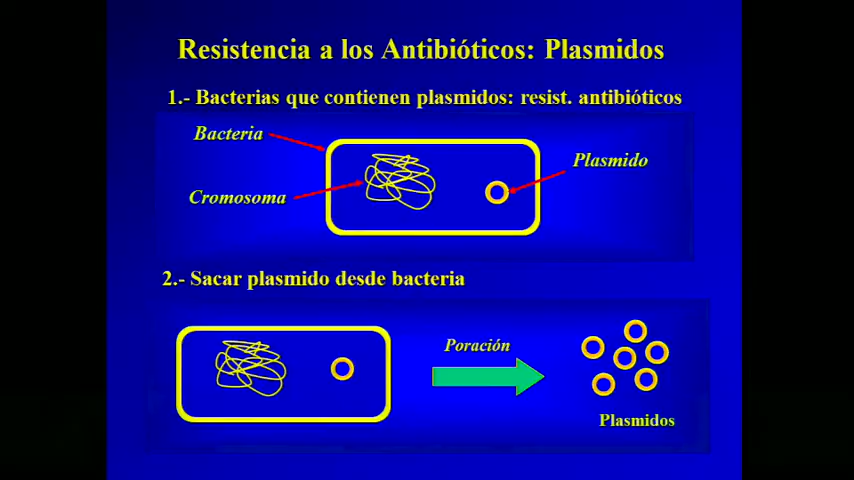 Resistencia a los Antibióticos: Plasmidos
1.- Bacterias que contienen plasmidos: resist. antibióticos
Bacteria
Plasmido
Cromosoma
2.- Sacar plasmido desde bacteria
Poración
Plasmidos